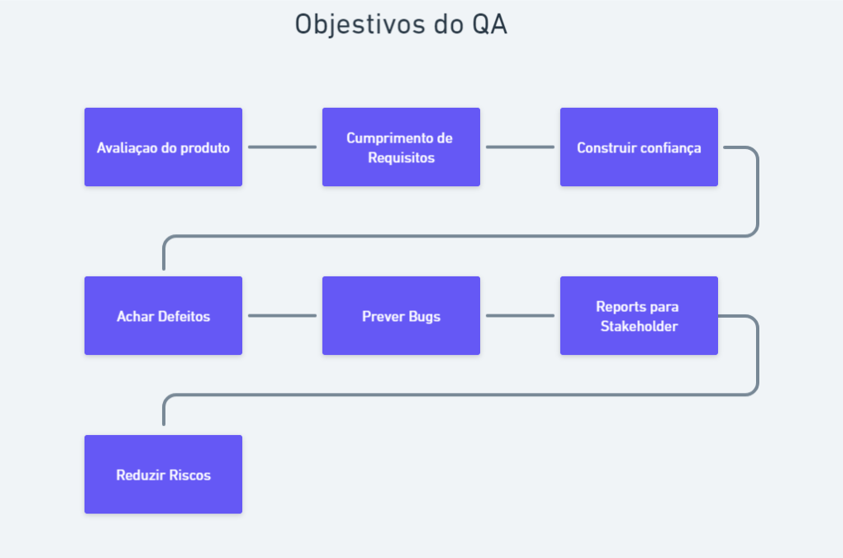 Objestivos do QA
Avaliaçao do produto
Cumprimento de
Requisitos
Construir confiança
Achar Defeitos
Prever Bugs
Reports para
Stakeholder
Reduzir Riscos